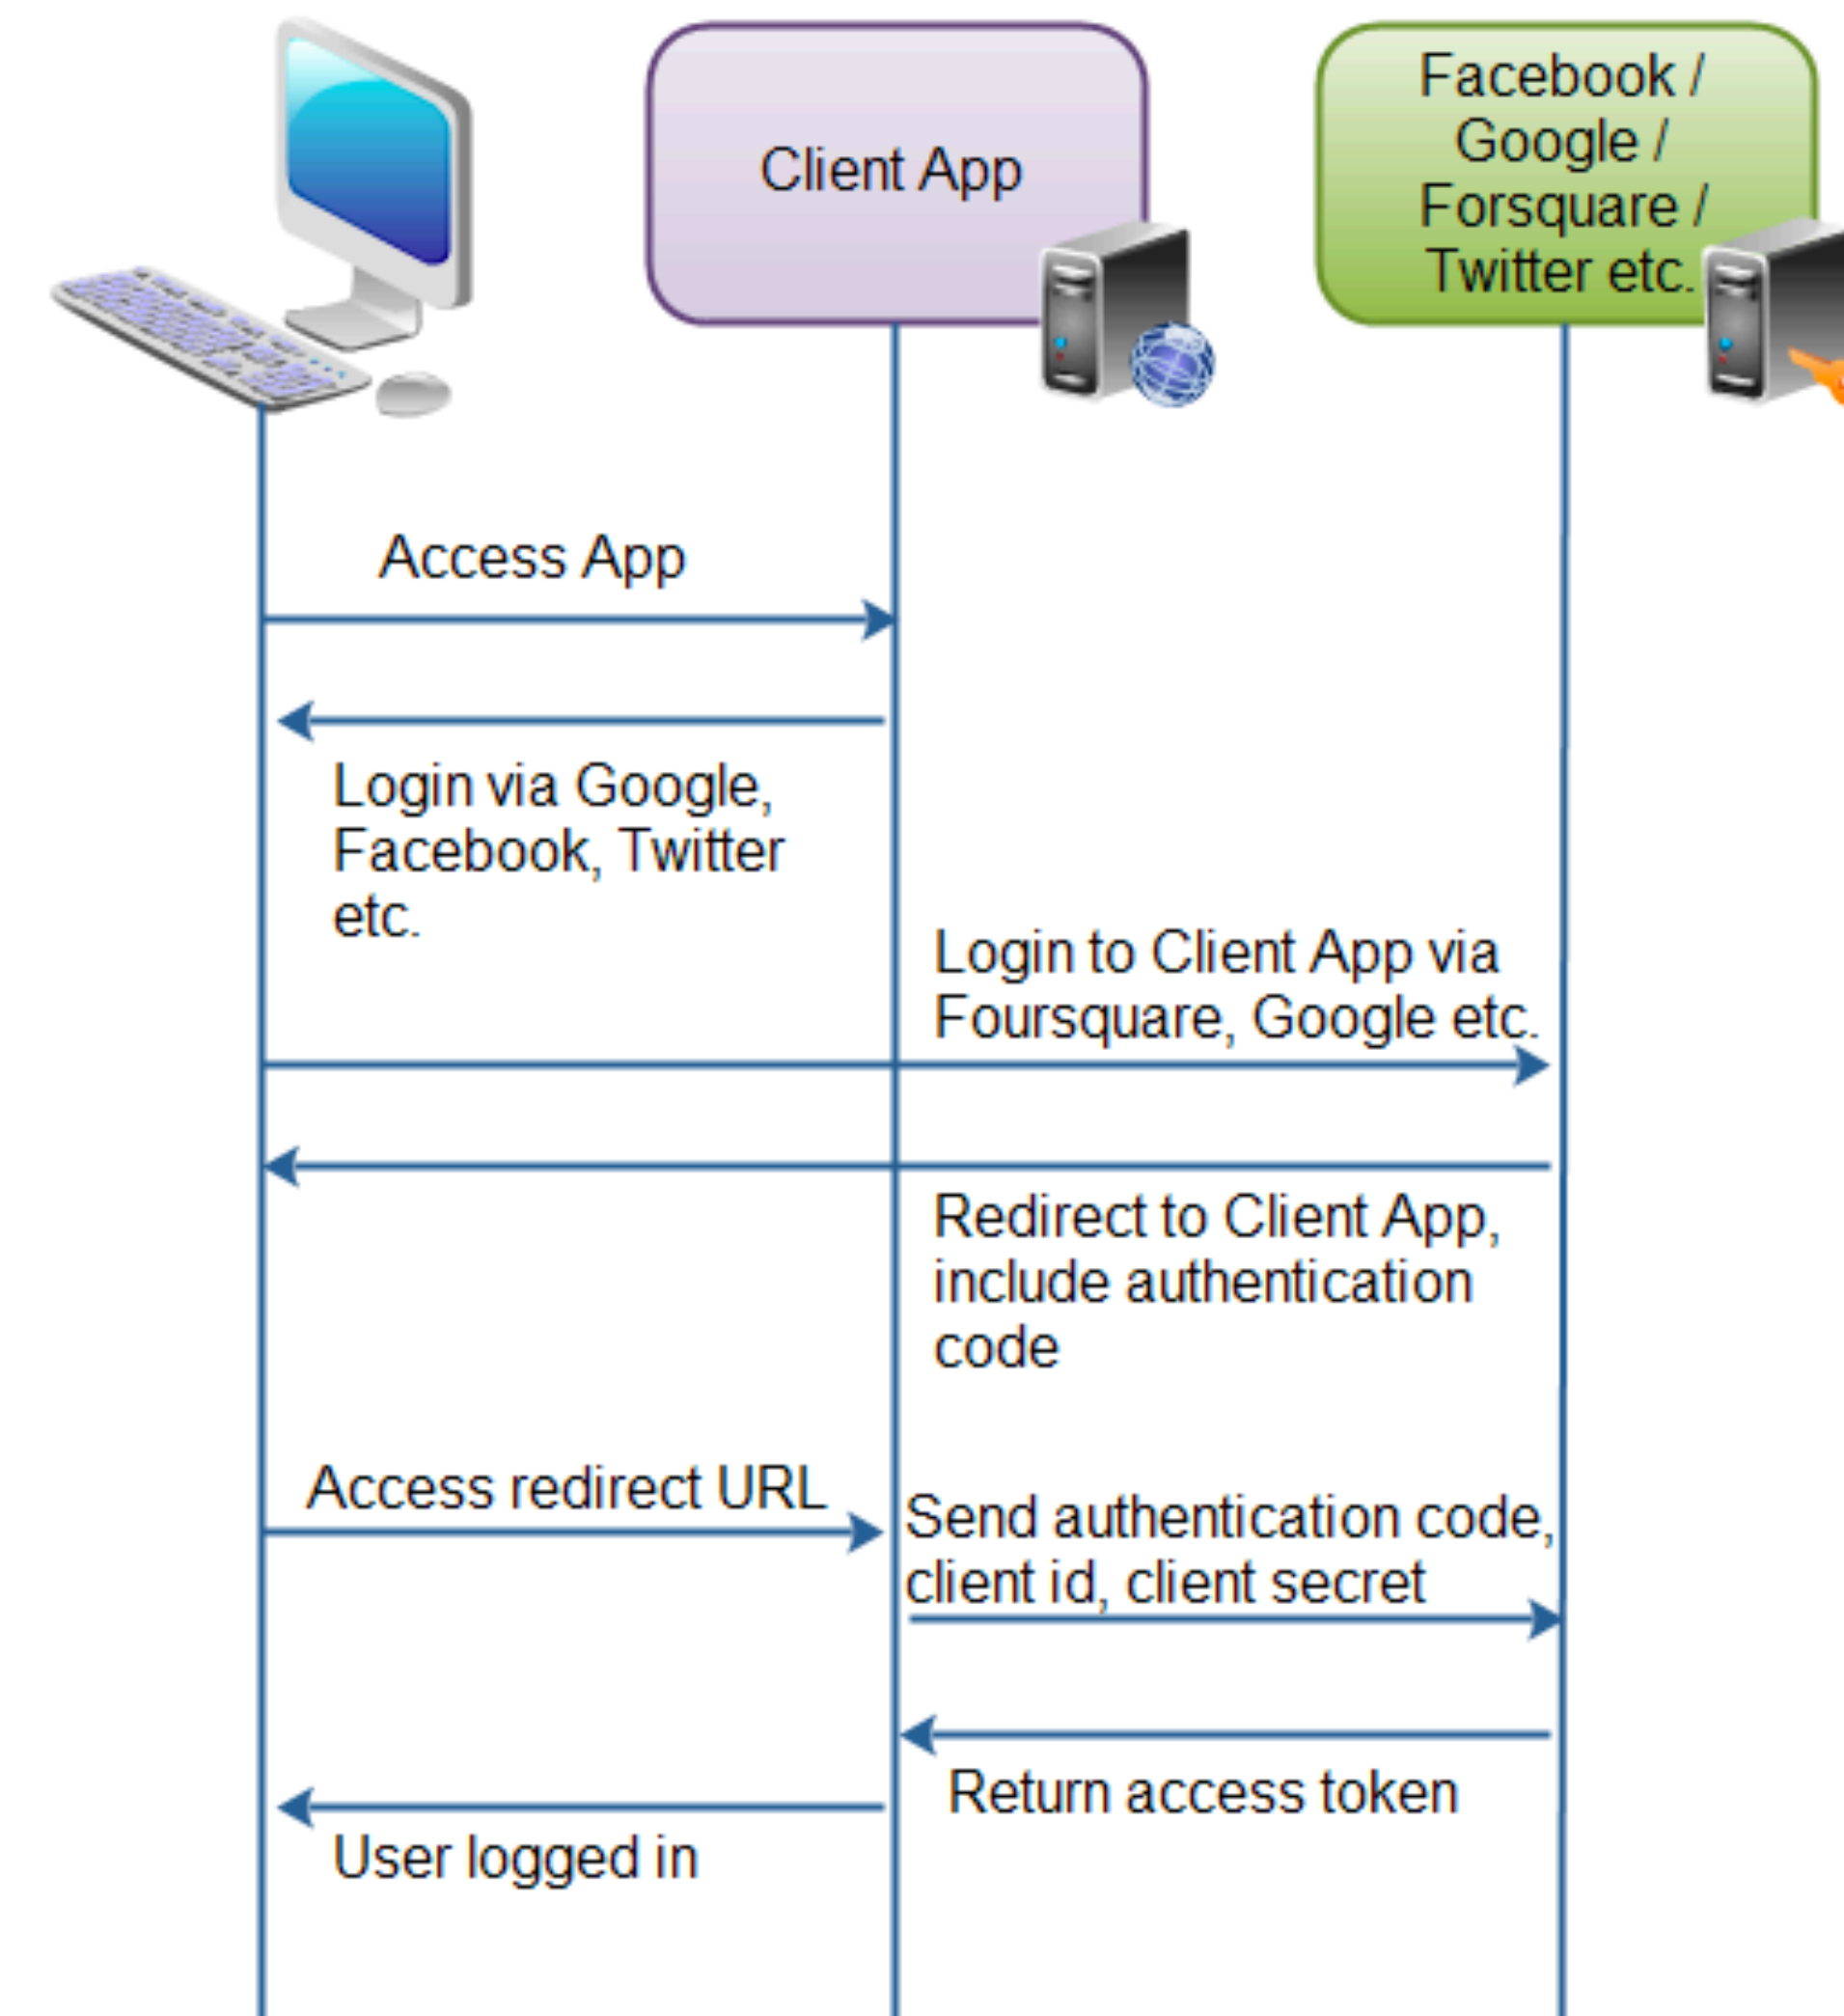 Client App
Facebook /
Google /
Forsquare /
Twitter etc.
Access App
Login via Google,
Facebook, Twitter
etc.
Login to Client App via
Foursquare, Google etc.
Redirect to Client App,
include authentication
code
Access redirect URL
Send authentication code,
client id, client secret
Return access token
User logged in